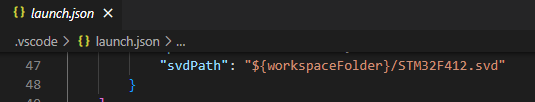 { } launch.json ×
.vscode > { } launch.json > ...
47 "svdPath": "${workspaceFolder}/STM32F412.svd"
48 }